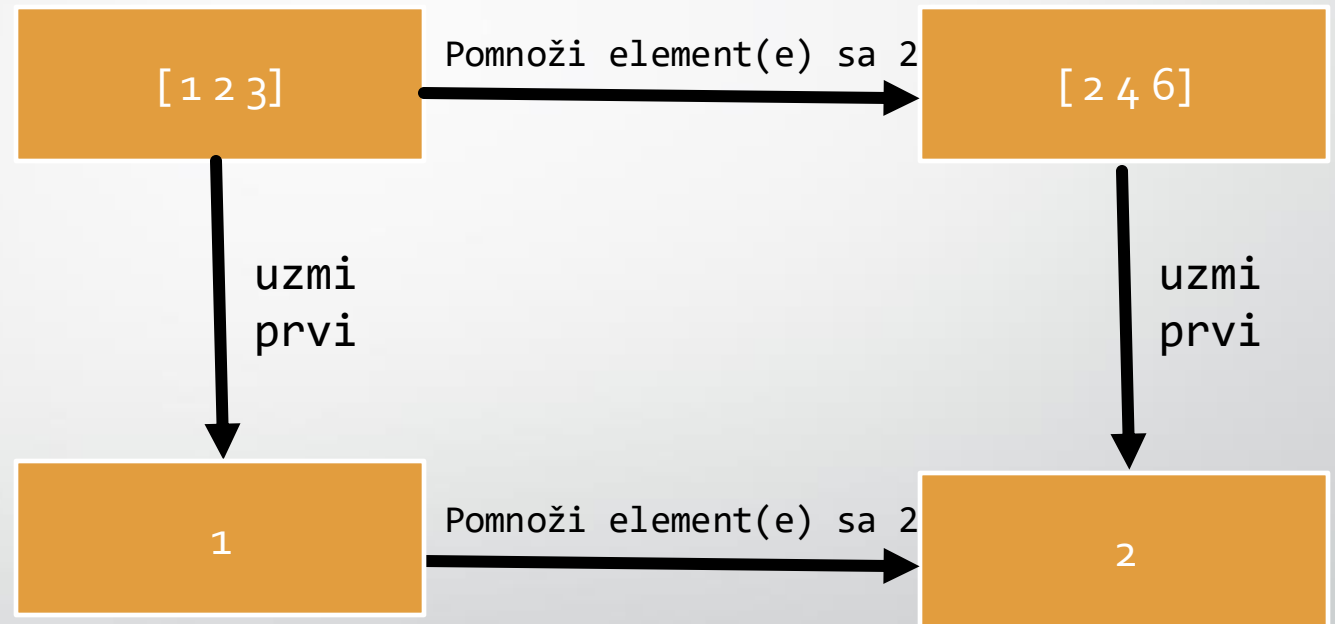 [ 1 2 3]
Pomnoži element(e) sa 2
[ 2 4 6]
uzmi
prvi
uzmi
prvi
1
Pomnoži element(e) sa 2
2